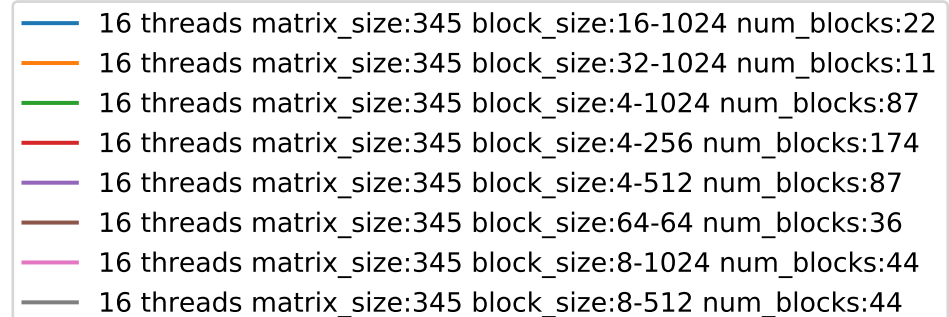 16 threads matrix_size:345 block_size:16-1024 num_blocks:22
16 threads matrix_size:345 block_size:32-1024 num_blocks:11
16 threads matrix_size:345 block_size:4-1024 num_blocks:87
16 threads matrix_size:345 block_size:4-256 num_blocks:174
16 threads matrix_size:345 block_size:4-512 num_blocks:87
16 threads matrix_size:345 block_size:64-64 num_blocks:36
16 threads matrix_size:345 block_size:8-1024 num_blocks:44
16 threads matrix_size:345 block_size:8-512 num_blocks:44